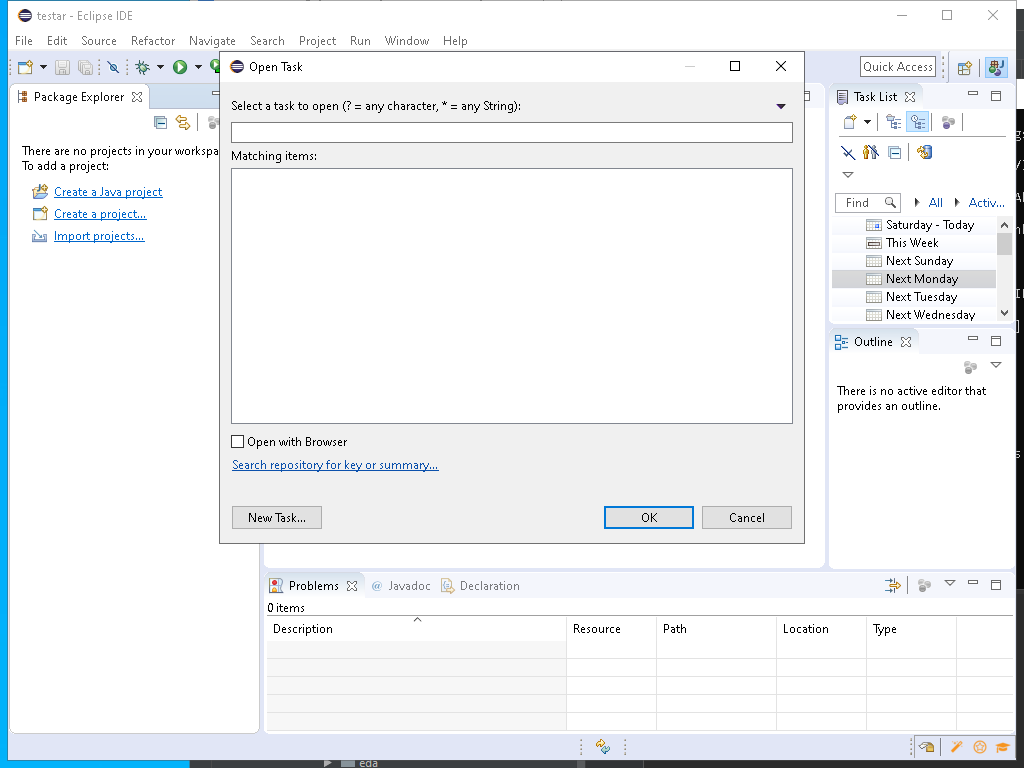 testar - Eclipse IDE
File Edit Source Refactor Navigate Search Project Run Window Help
Quick Access
Package Explorer
There are no projects in your workspa
To add a project:
Create a Java project
Create a project...
Import projects...
Open Task
Select a task to open (? = any character, * = any String):
Matching items:
Open with Browser
Search repository for key or summary...
New Task...
OK
Cancel
Task List
Find
All
Activ...
Saturday - Today
This Week
Next Sunday
Next Monday
Next Tuesday
Next Wednesday
Outline
There is no active editor that
provides an outline.
Problems @ Javadoc Declaration
0 items
Description Resource Path Location Type
eda